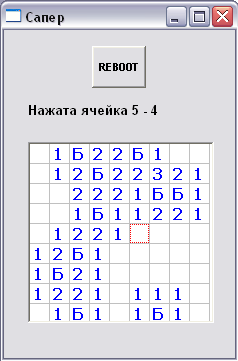 Сапер
REBOOT
Нажата ячейка 5 - 4
1 Б 2 2 Б 1
1 2 Б 2 2 3 2 1
2 2 2 1 Б Б 1
1 Б 1 1 2 2 1
1 2 2 1
1 2 Б 1
1 Б 2 1
1 2 2 1 1 1 1
1 Б 1 1 Б 1